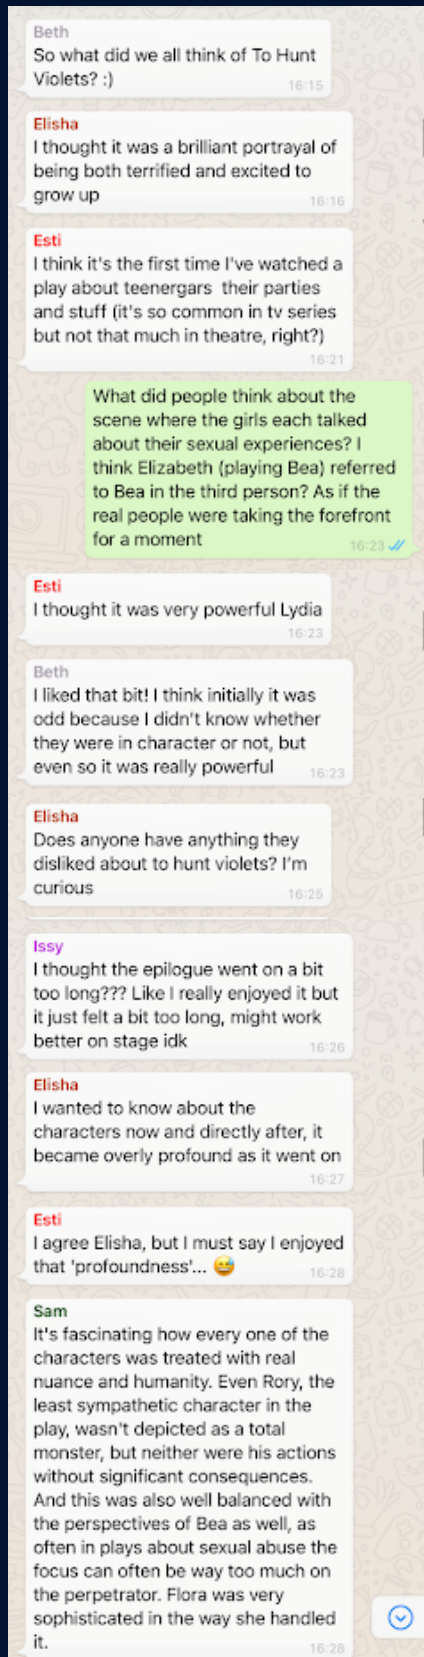 Beth
So what did we all think of To Hunt
Violets? :)
16:15
Elisha
I thought it was a brilliant portrayal of
being both terrified and excited to
grow up
16:16
Esti
I think it's the first time I've watched a
play about teenergars their parties
and stuff (it's so common in tv series
but not that much in theatre, right?)
16:21
What did people think about the
scene where the girls each talked
about their sexual experiences? I
think Elizabeth (playing Bea) referred
to Bea in the third person? As if the
real people were taking the forefront
for a moment
16:23
Esti
I thought it was very powerful Lydia
16:23
Beth
I liked that bit! I think initially it was
odd because I didn't know whether
they were in character or not, but
even so it was really powerful
16:23
Elisha
Does anyone have anything they
disliked about to hunt violets? I'm
curious
16:25
Issy
I thought the epilogue went on a bit
too long??? Like I really enjoyed it but
it just felt a bit too long, might work
better on stage idk
16:26
Elisha
I wanted to know about the
characters now and directly after, it
became overly profound as it went on
16:27
Esti
I agree Elisha, but I must say I enjoyed
that 'profoundness'... 😅
16:28
Sam
It's fascinating how every one of the
characters was treated with real
nuance and humanity. Even Rory, the
least sympathetic character in the
play, wasn't depicted as a total
monster, but neither were his actions
without significant consequences.
And this was also well balanced with
the perspectives of Bea as well, as
often in plays about sexual abuse the
focus can often be way too much on
the perpetrator. Flora was very
sophisticated in the way she handled
it.
16:28